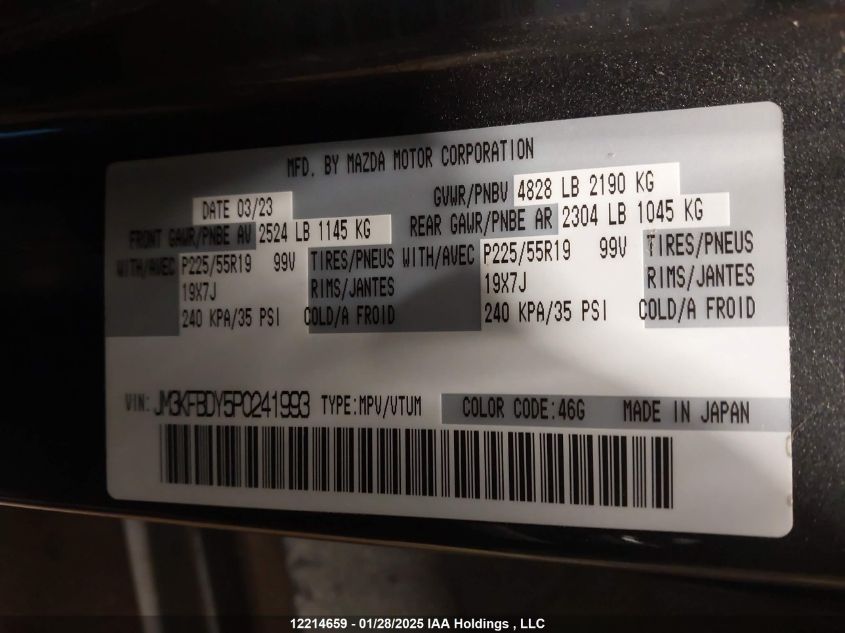 MFD. BY MAZDA MOTOR CORPORATION
DATE 03/23 GVWR/PNBV 4828 LB 2190 KG
FRONT GAWR/PNBE AV 2524 LB 1145 KG REAR GAWR/PNBE AR 2304 LB 1045 KG
WITH/AVEC P225/55R19 99V TIRES/PNEUS WITH/AVEC P225/55R19 99V TIRES/PNEUS
19X7J RIMS/JANTES 19X7J RIMS/JANTES
240 KPA/35 PSI COLD/A FROID 240 KPA/35 PSI COLD/A FROID
VIN: JM3KFBDY5P0241993 TYPE:MPV/VTUM COLOR CODE:46G MADE IN JAPAN
12214659 - 01/28/2025 IAA Holdings , LLC